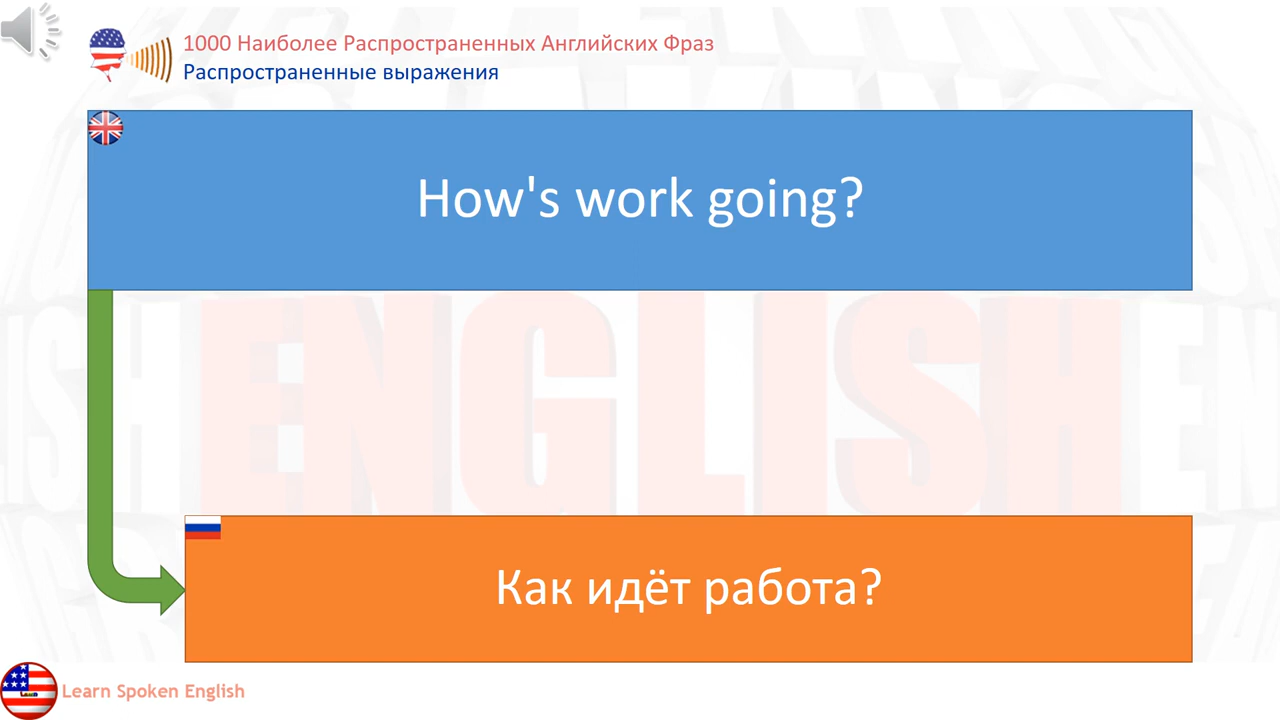 1000 Наиболее Распространенных Английских Фраз
Распространенные выражения
How's work going?
Как идёт работа?
Learn Spoken English